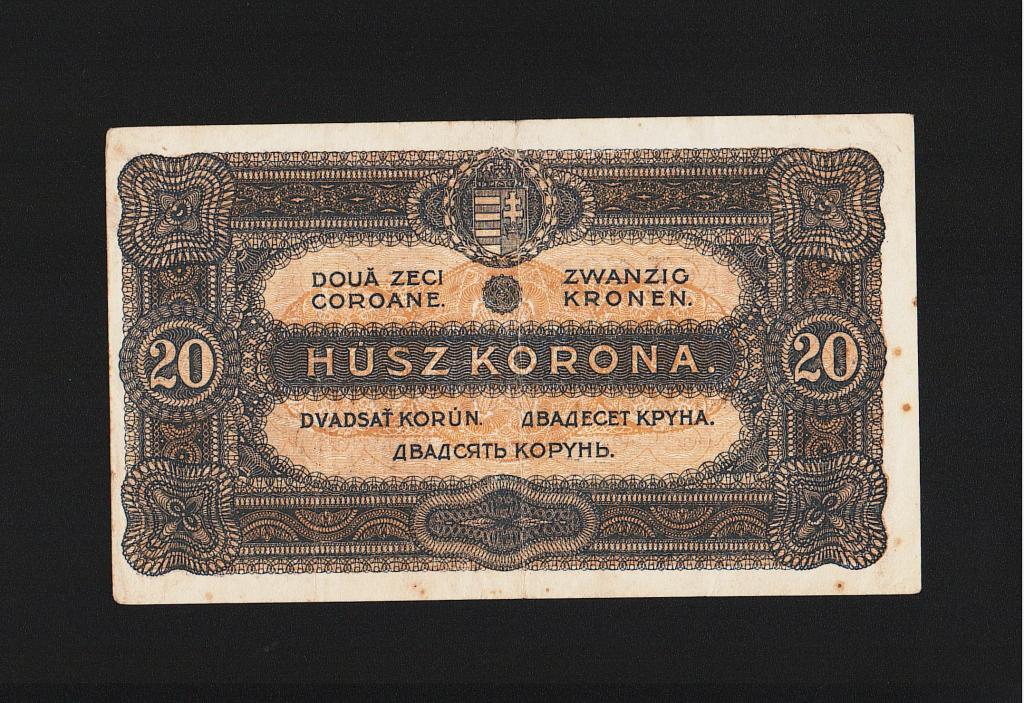 DOUĂ ZECI
COROANE.
ZWANZIG
KRONEN.
20
HÚSZ KORONA.
20
DVADSAŤ KORÚN.
ДВАДЕСЕТ КРУНА.
ДВАДСЯТЬ КОРУНЬ.